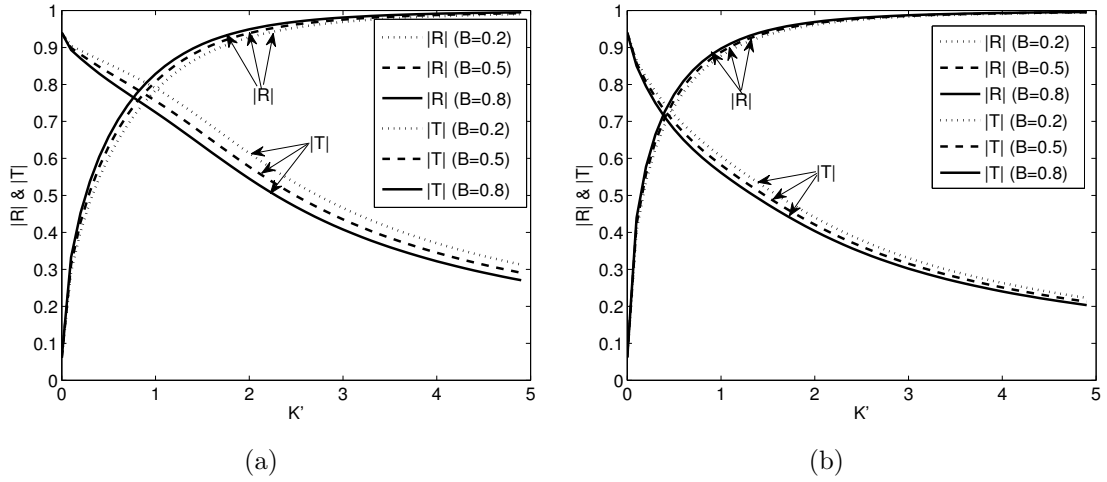 1
0.9
0.8
0.7
0.6
0.5
0.4
0.3
0.2
0.1
0
|R| & |T|
0
1
2
3
4
5
K'
|R|
|T|
|R| (B=0.2)
|R| (B=0.5)
|R| (B=0.8)
|T| (B=0.2)
|T| (B=0.5)
|T| (B=0.8)
(a)
1
0.9
0.8
0.7
0.6
0.5
0.4
0.3
0.2
0.1
0
|R| & |T|
0
1
2
3
4
5
K'
|R|
|T|
|R| (B=0.2)
|R| (B=0.5)
|R| (B=0.8)
|T| (B=0.2)
|T| (B=0.5)
|T| (B=0.8)
(b)